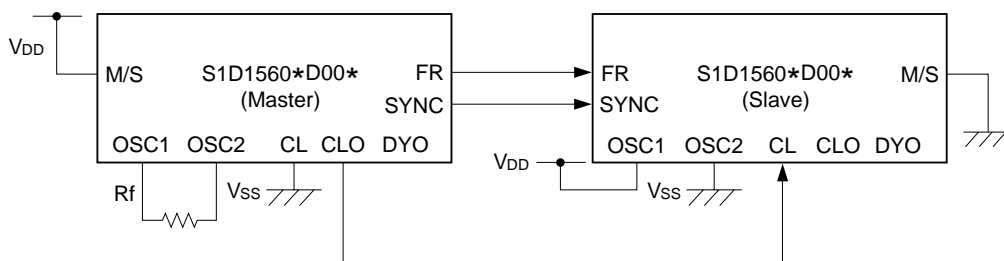 VDD
M/S
S1D1560*D00*
(Master)
FR
SYNC
OSC1 OSC2 CL CLO DYO
Rf
VSS
FR
SYNC
S1D1560*D00*
(Slave)
M/S
OSC1 OSC2 CL CLO DYO
VDD
VSS